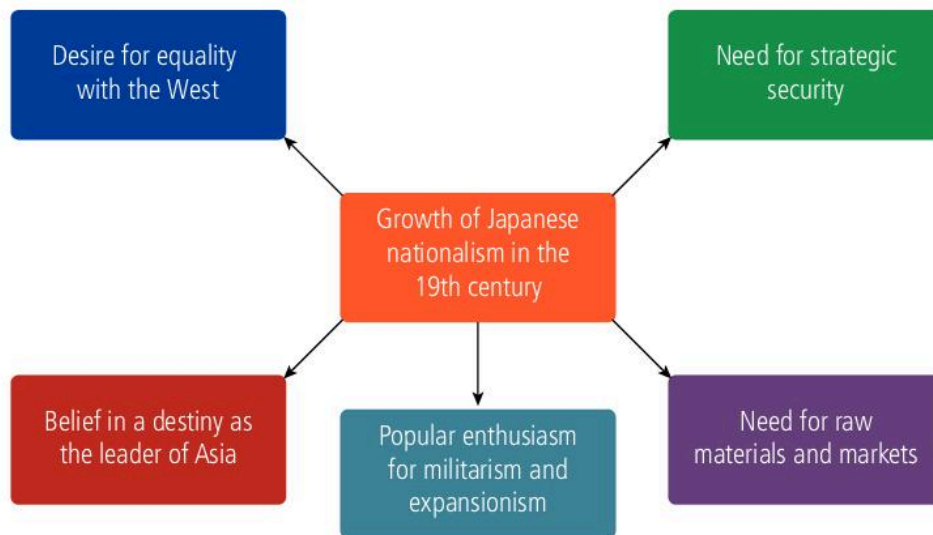 Desire for equality
with the West
Need for strategic
security
Growth of Japanese
nationalism in the
19th century
Belief in a destiny as
the leader of Asia
Popular enthusiasm
for militarism and
expansionism
Need for raw
materials and markets